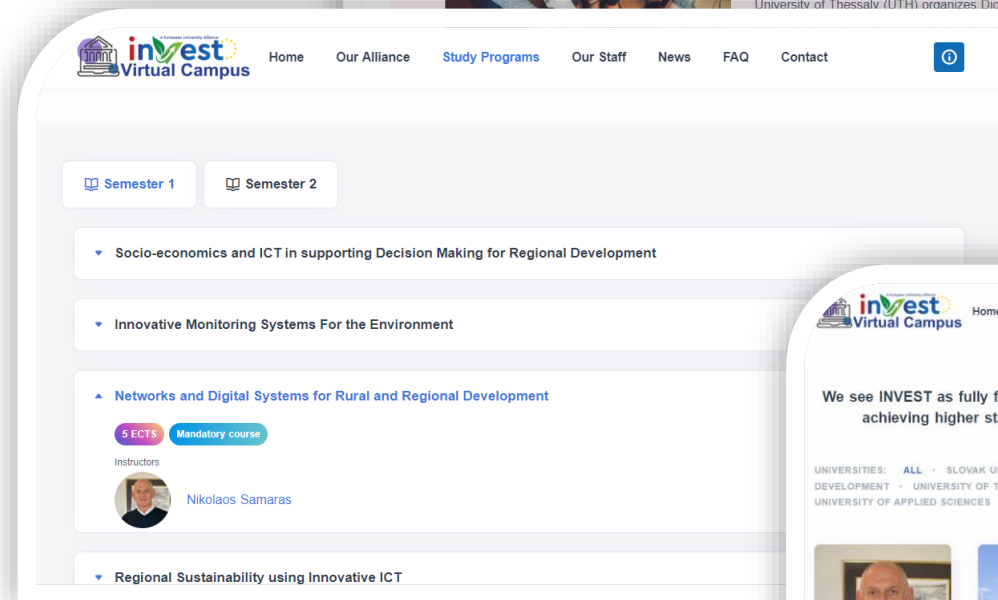 University of Thessaly (UTH) organizes Did
A European University Alliance
invest
Virtual Campus
Home Our Alliance Study Programs Our Staff News FAQ Contact
Semester 1 Semester 2
Socio-economics and ICT in supporting Decision Making for Regional Development
Innovative Monitoring Systems For the Environment
Networks and Digital Systems for Rural and Regional Development
5 ECTS Mandatory course
Instructors
Nikolaos Samaras
Regional Sustainability using Innovative ICT
invest
Virtual Campus
Home
We see INVEST as fully f
achieving higher st
UNIVERSITIES: ALL · SLOVAK U
DEVELOPMENT · UNIVERSITY OF T
UNIVERSITY OF APPLIED SCIENCES